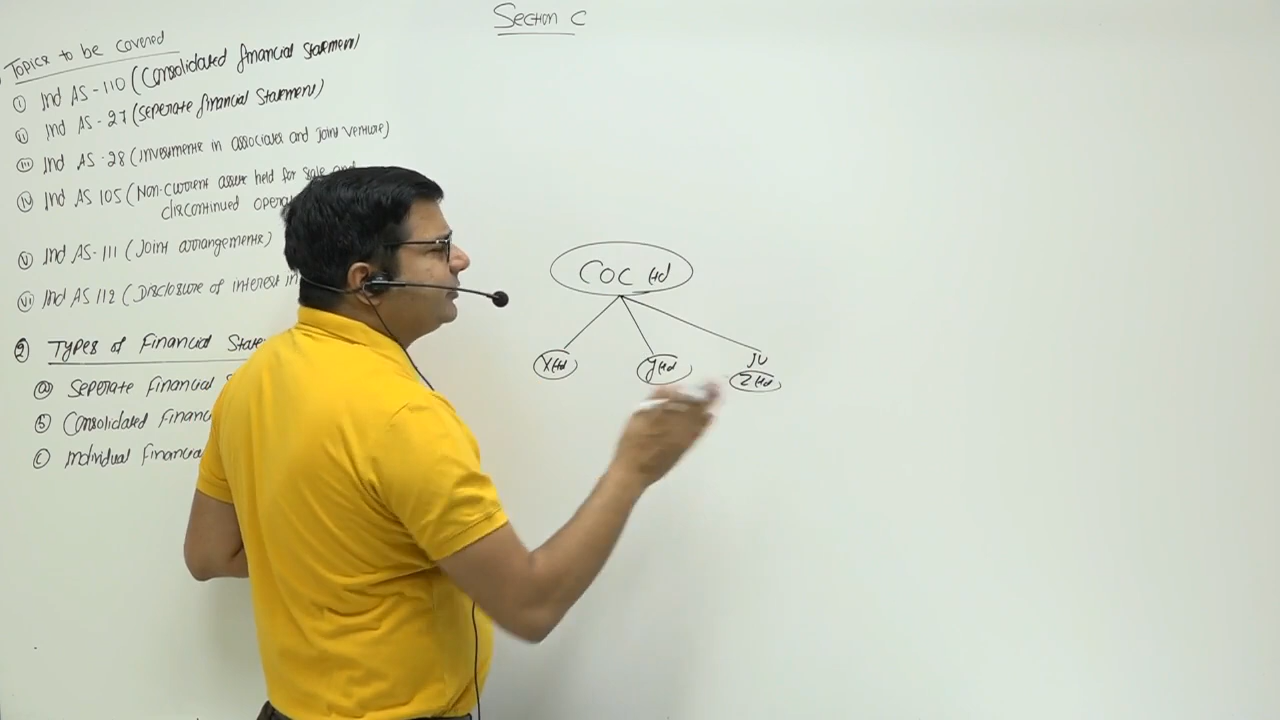 Section C
Topics to be covered
① Ind AS-110 (Consolidated financial statement)
② Ind AS-27 (Seperate financial Statement)
③ Ind AS-28 (Investments in associates and joint venture)
④ Ind AS 105 (Non-current asset held for sale and
discontinued
⑤ Ind AS-111 (Joint arrangements)
⑥ Ind AS 112 (Disclosure of interest in
② Types of Financial
ⓐ Seperate financial
ⓑ Consolidated
ⓒ Individual
COC Ltd
X Ltd
Y Ltd
JV
Z Ltd